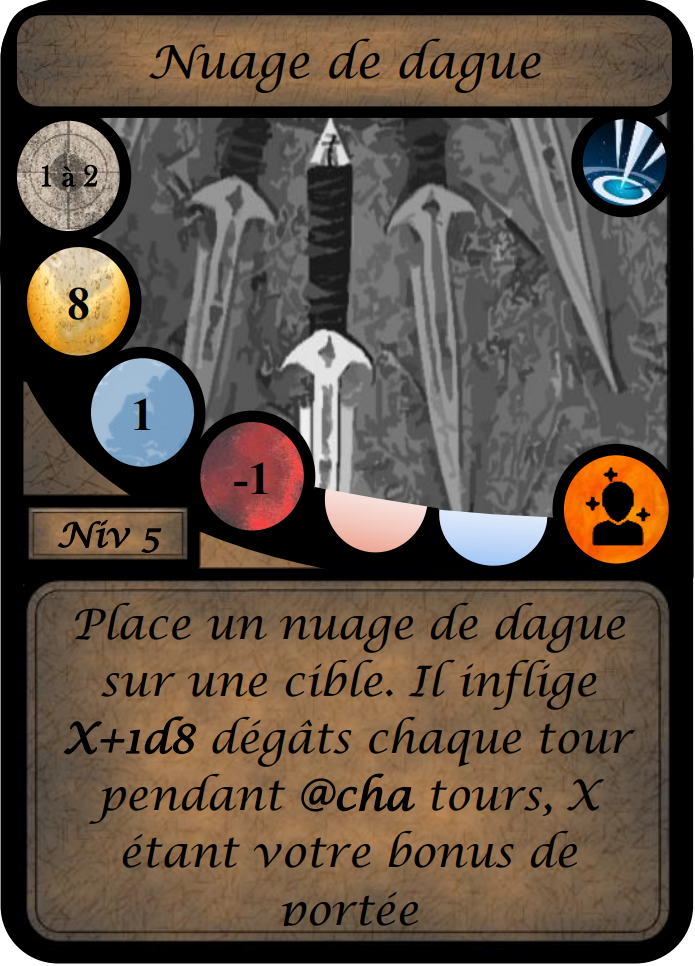 Nuage de dague
1 à 2
8
1
-1
Niv 5
Place un nuage de dague
sur une cible. Il inflige
X+1d8 dégâts chaque tour
pendant @cha tours, X
étant votre bonus de
portée